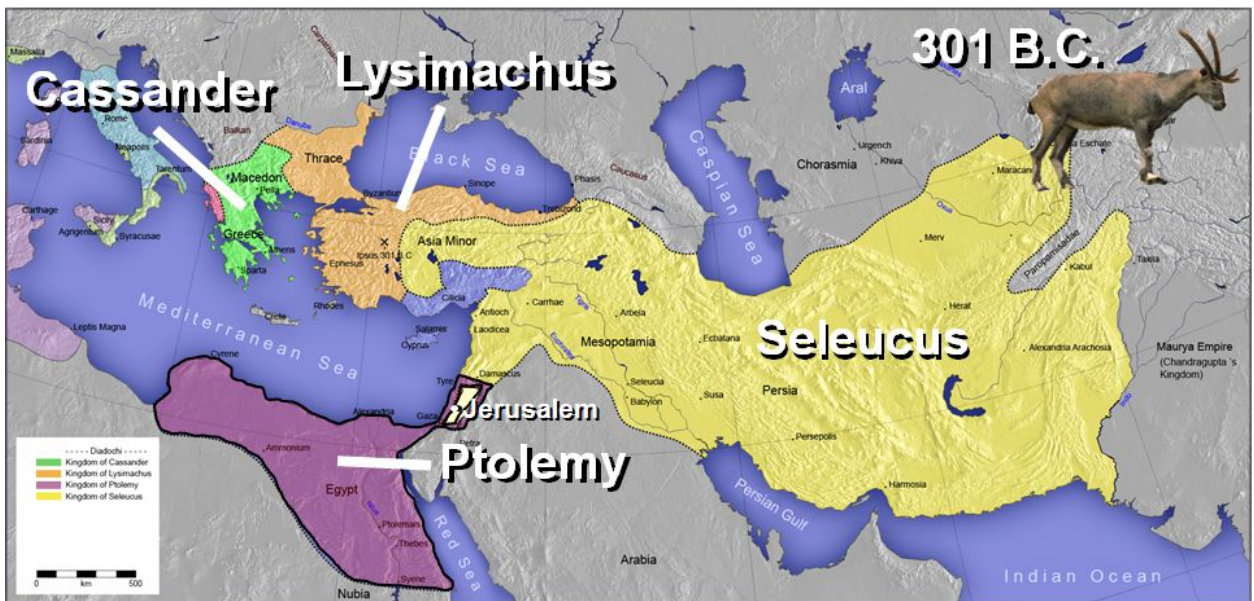 301 B.C.
Lysimachus
Cassander
Massalia
Carpathian
Aral
Rome
Balkan
Danube
Sardinia
Neapolis
Tarentum
Thrace
Black Sea
Caspian Sea
Chorasmia
Urgench
Khiva
Macedon
Pella
Byzantium
Sinope
Phasis
Caucasus
Trebizond
Oxus
Carthage
Sicily
Agrigentum
Syracusae
Greece
Athens
Sparta
Asia Minor
Ipsus 301 B.C
Ephesus
Merv
Paropamisadae
Kabul
Taxila
Mediterranean Sea
Rhodes
Crete
Cilicia
Antioch
Carrhae
Tigris
Arbela
Herat
Leptis Magna
Salamis
Cyprus
Laodicea
Mesopotamia
Ecbatana
Seleucus
Alexandria Arachosia
Maurya Empire
(Chandragupta 's
Kingdom)
Cyrene
Damascus
Euphrates
Tyre
Seleucia
Babylon
Susa
Persia
Indo
Alexandria
Gaza
Jerusalem
Petra
Persepolis
Ammonium
Ptolemy
Harmosia
Egypt
Persian Gulf
Ptolemais
Thebes
Red Sea
Arabia
Syene
Nubia
Indian Ocean
Diadochi
Kingdom of Cassander
Kingdom of Lysimachus
Kingdom of Ptolemy
Kingdom of Seleucus
0 km 500